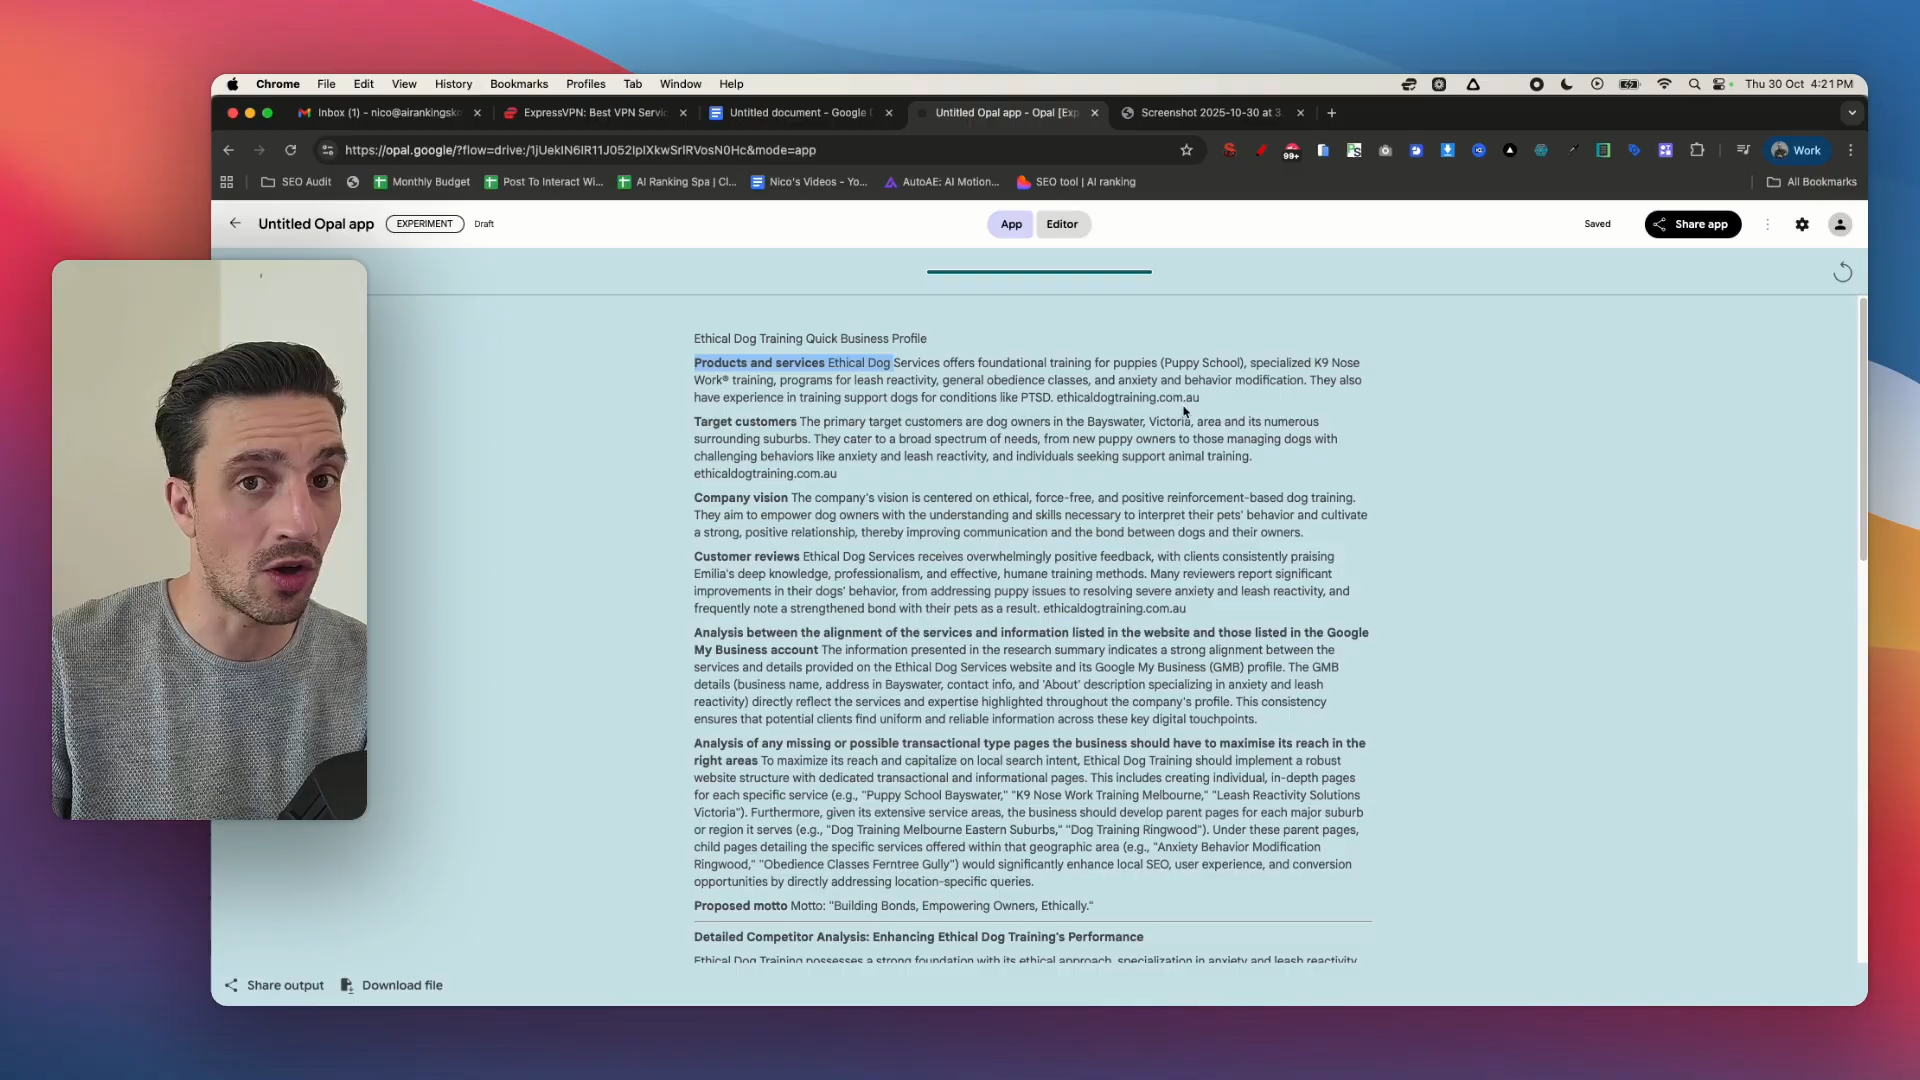 Chrome File Edit View History Bookmarks Profiles Tab Window Help Thu 30 Oct 4:21 PM
Inbox (1) - nico@airankingsko ExpressVPN: Best VPN Servic Untitled document - Google D Untitled Opal app - Opal [Exp Screenshot 2025-10-30 at 3.
https://opal.google/?flow=drive:/1jUekIN6IR11J052IpIXkwSrIRVosN0Hc&mode=app 99+ Work
SEO Audit Monthly Budget Post To Interact Wi... AI Ranking Spa | Cl... Nico's Videos - Yo... AutoAE: AI Motion... SEO tool | AI ranking All Bookmarks
Untitled Opal app EXPERIMENT Draft App Editor Saved Share app
Ethical Dog Training Quick Business Profile
Products and services Ethical Dog Services offers foundational training for puppies (Puppy School), specialized K9 Nose
Work® training, programs for leash reactivity, general obedience classes, and anxiety and behavior modification. They also
have experience in training support dogs for conditions like PTSD. ethicaldogtraining.com.au
Target customers The primary target customers are dog owners in the Bayswater, Victoria, area and its numerous
surrounding suburbs. They cater to a broad spectrum of needs, from new puppy owners to those managing dogs with
challenging behaviors like anxiety and leash reactivity, and individuals seeking support animal training.
ethicaldogtraining.com.au
Company vision The company's vision is centered on ethical, force-free, and positive reinforcement-based dog training.
They aim to empower dog owners with the understanding and skills necessary to interpret their pets' behavior and cultivate
a strong, positive relationship, thereby improving communication and the bond between dogs and their owners.
Customer reviews Ethical Dog Services receives overwhelmingly positive feedback, with clients consistently praising
Emilia's deep knowledge, professionalism, and effective, humane training methods. Many reviewers report significant
improvements in their dogs' behavior, from addressing puppy issues to resolving severe anxiety and leash reactivity, and
frequently note a strengthened bond with their pets as a result. ethicaldogtraining.com.au
Analysis between the alignment of the services and information listed in the website and those listed in the Google
My Business account The information presented in the research summary indicates a strong alignment between the
services and details provided on the Ethical Dog Services website and its Google My Business (GMB) profile. The GMB
details (business name, address in Bayswater, contact info, and 'About' description specializing in anxiety and leash
reactivity) directly reflect the services and expertise highlighted throughout the company's profile. This consistency
ensures that potential clients find uniform and reliable information across these key digital touchpoints.
Analysis of any missing or possible transactional type pages the business should have to maximise its reach in the
right areas To maximize its reach and capitalize on local search intent, Ethical Dog Training should implement a robust
website structure with dedicated transactional and informational pages. This includes creating individual, in-depth pages
for each specific service (e.g., "Puppy School Bayswater," "K9 Nose Work Training Melbourne," "Leash Reactivity Solutions
Victoria"). Furthermore, given its extensive service areas, the business should develop parent pages for each major suburb
or region it serves (e.g., "Dog Training Melbourne Eastern Suburbs," "Dog Training Ringwood"). Under these parent pages,
child pages detailing the specific services offered within that geographic area (e.g., "Anxiety Behavior Modification
Ringwood," "Obedience Classes Ferntree Gully") would significantly enhance local SEO, user experience, and conversion
opportunities by directly addressing location-specific queries.
Proposed motto Motto: "Building Bonds, Empowering Owners, Ethically."
Detailed Competitor Analysis: Enhancing Ethical Dog Training's Performance
Ethical Dog Training possesses a strong foundation with its ethical approach, specialization in anxiety and leash reactivity,
Share output Download file